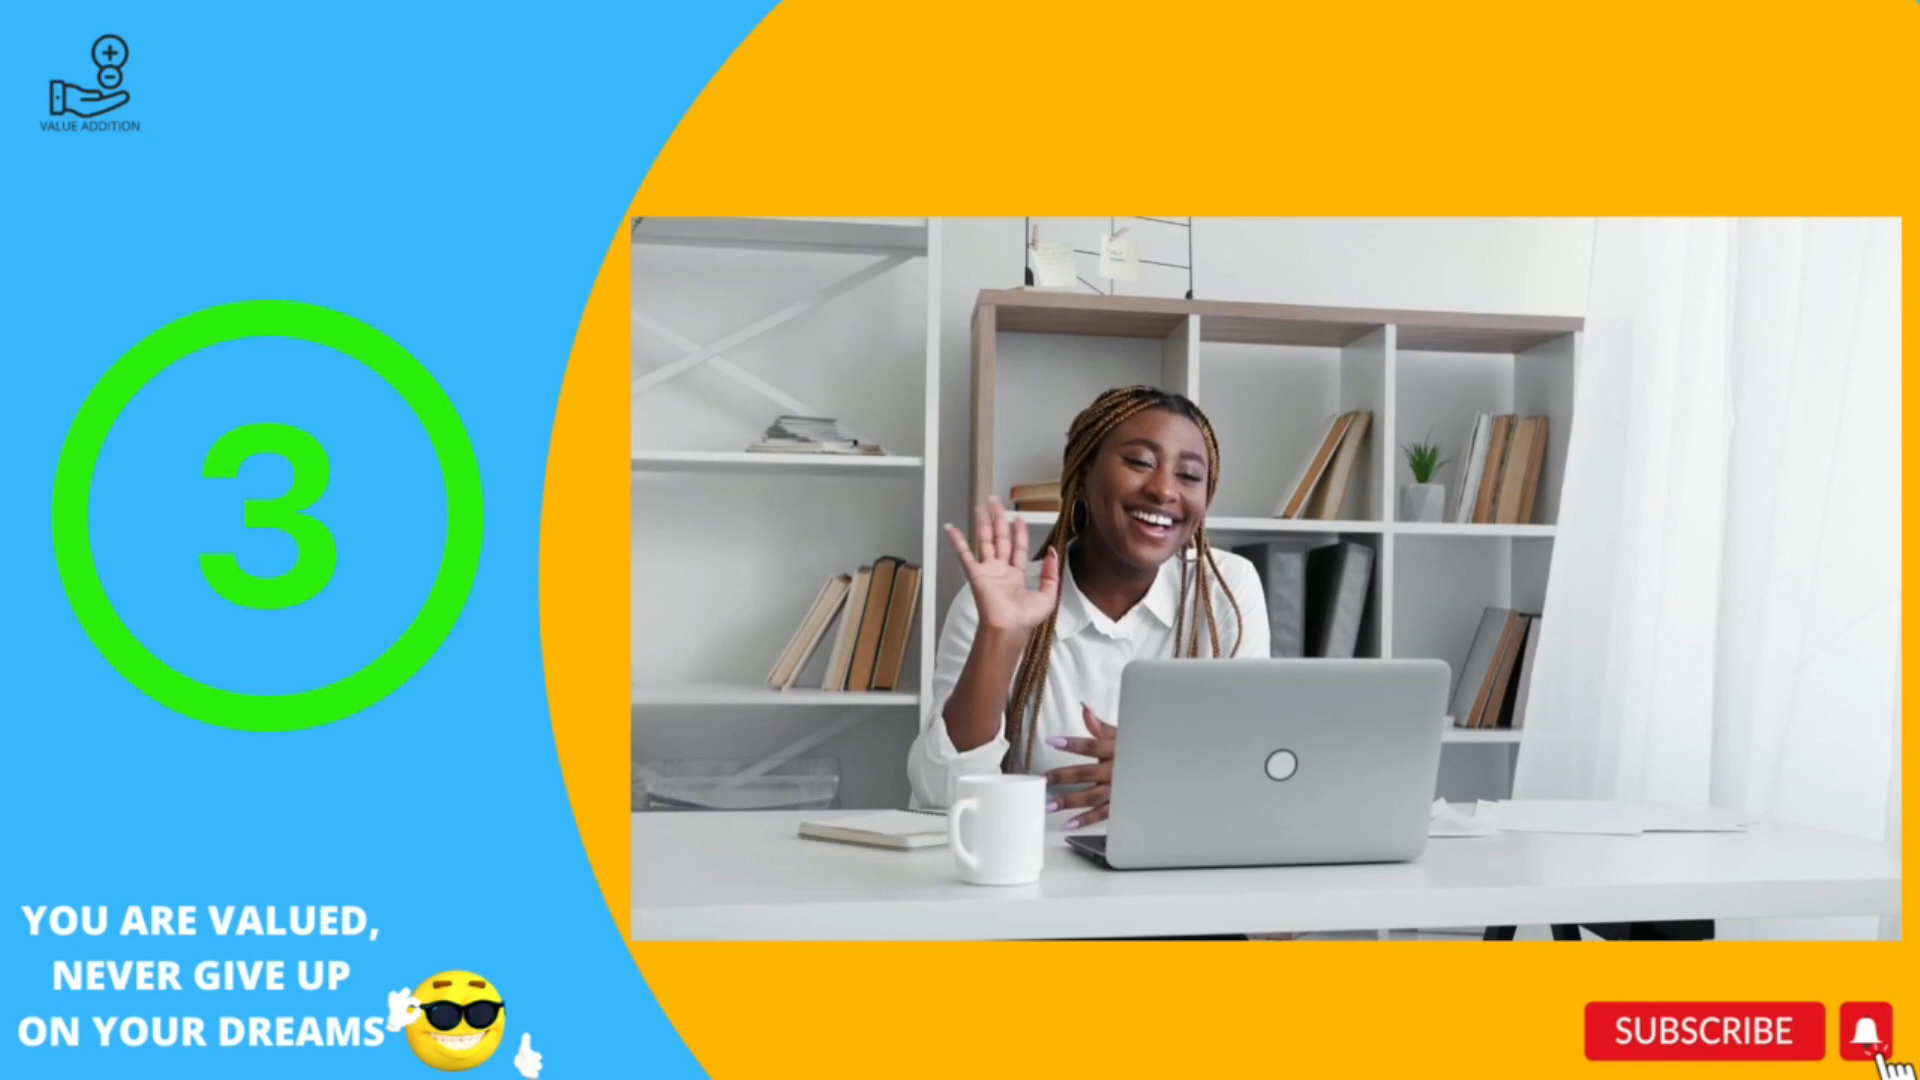 VALUE ADDITION
3
YOU ARE VALUED,
NEVER GIVE UP
ON YOUR DREAMS
SUBSCRIBE